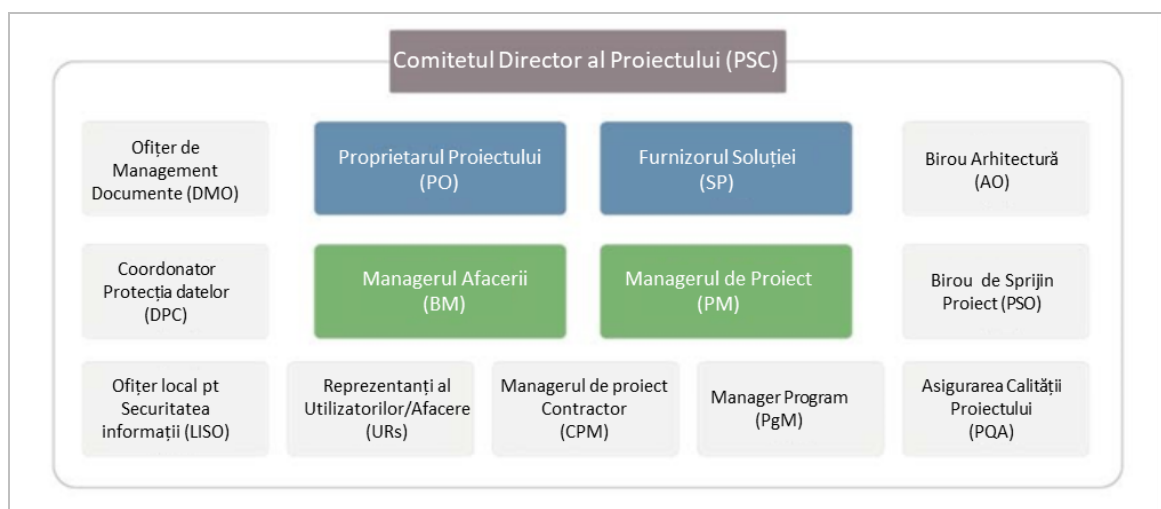 Comitetul Director al Proiectului (PSC)
Ofițer de
Management
Documente (DMO)
Proprietarul Proiectului
(PO)
Furnizorul Soluției
(SP)
Birou Arhitectură
(AO)
Coordonator
Protecția datelor
(DPC)
Managerul Afacerii
(BM)
Managerul de Proiect
(PM)
Birou de Sprijin
Proiect (PSO)
Ofițer local pt
Securitatea
informații (LISO)
Reprezentanți al
Utilizatorilor/Afacere
(URs)
Managerul de proiect
Contractor
(CPM)
Manager Program
(PgM)
Asigurarea Calității
Proiectului
(PQA)